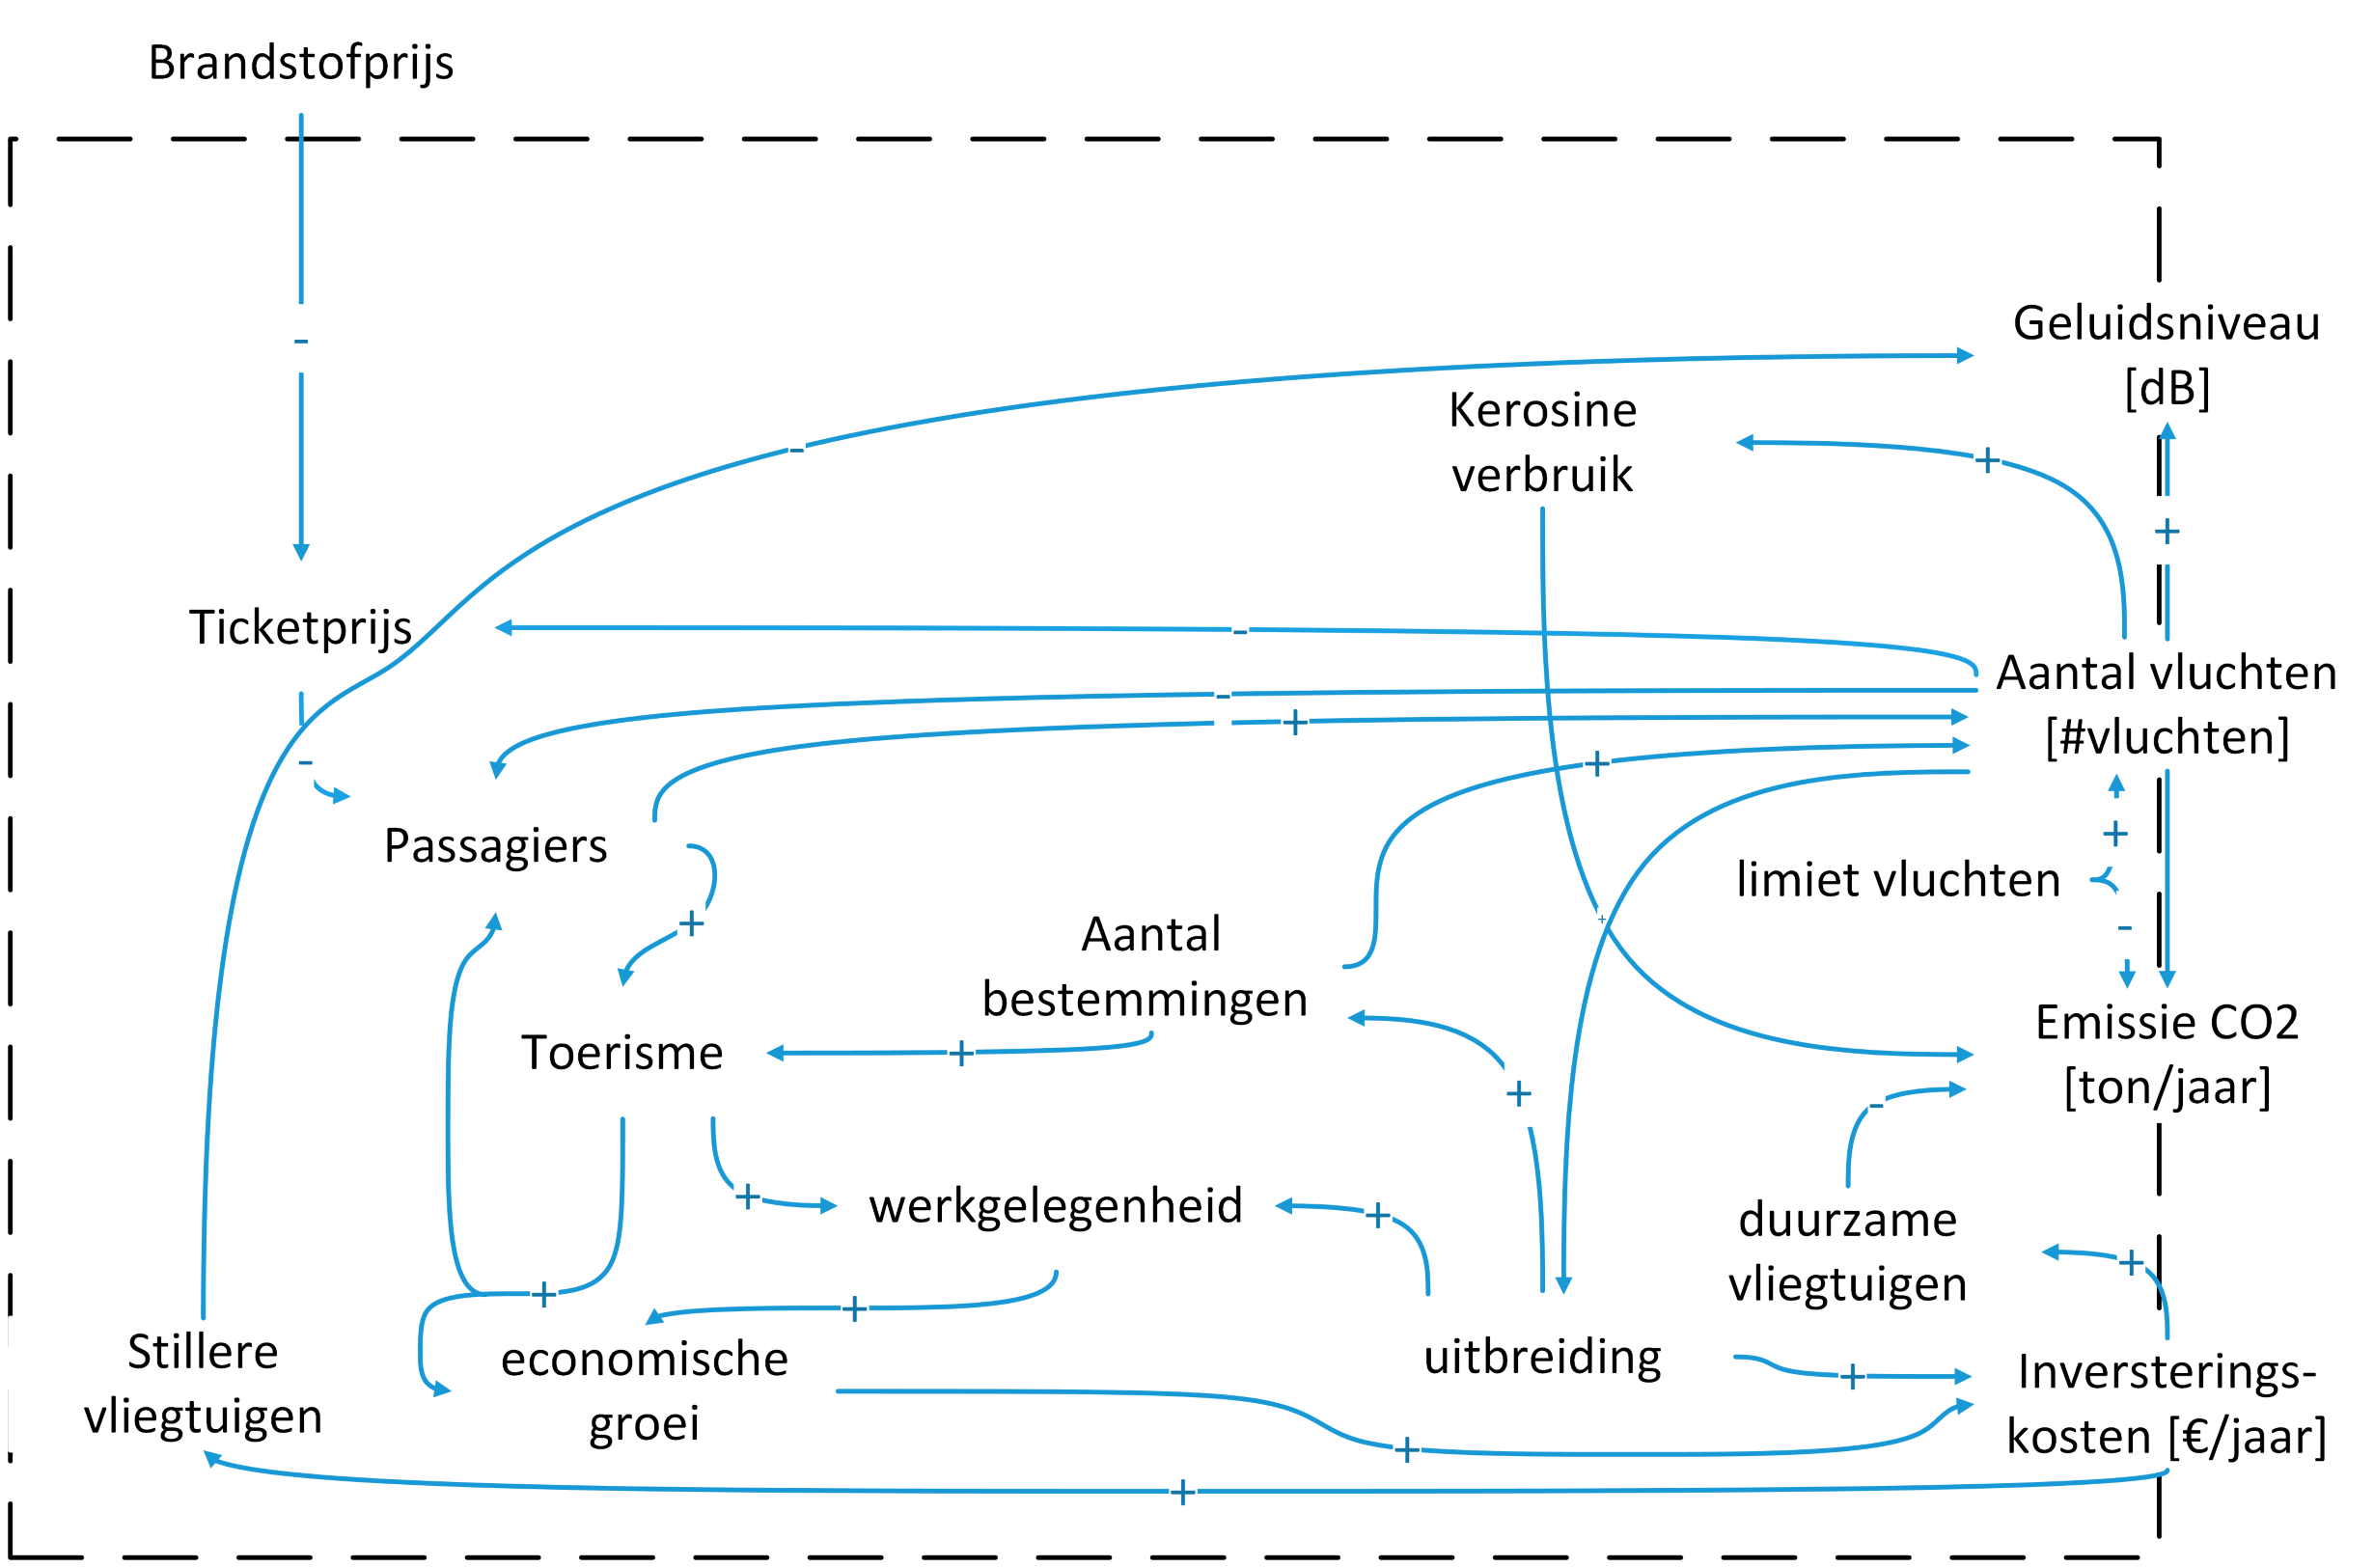 Brandstofprijs
-
Geluidsniveau
[dB]
-
Kerosine
verbruik
+
+
Ticketprijs
-
Aantal vluchten
[#vluchten]
-
+
-
+
Passagiers
+
limiet vluchten
+
+
-
Aantal
bestemmingen
Toerisme
+
+
Emissie CO2
[ton/jaar]
-
+
werkgelegenheid
+
duurzame
vliegtuigen
+
+
+
Stillere
vliegtuigen
economische
groei
uitbreiding
+
Inversterings-
kosten [€/jaar]
+
+